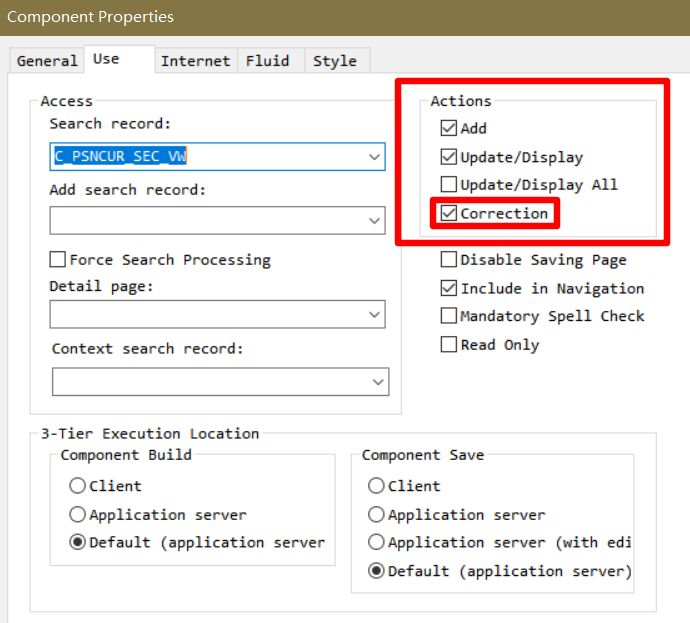 Component Properties
General Use Internet Fluid Style
Access
Search record:
C_PSNCUR_SEC_VW
Add search record:
Force Search Processing
Detail page:
Context search record:
Actions
Add
Update/Display
Update/Display All
Correction
Disable Saving Page
Include in Navigation
Mandatory Spell Check
Read Only
3-Tier Execution Location
Component Build
Client
Application server
Default (application server
Component Save
Client
Application server
Application server (with edi
Default (application server)